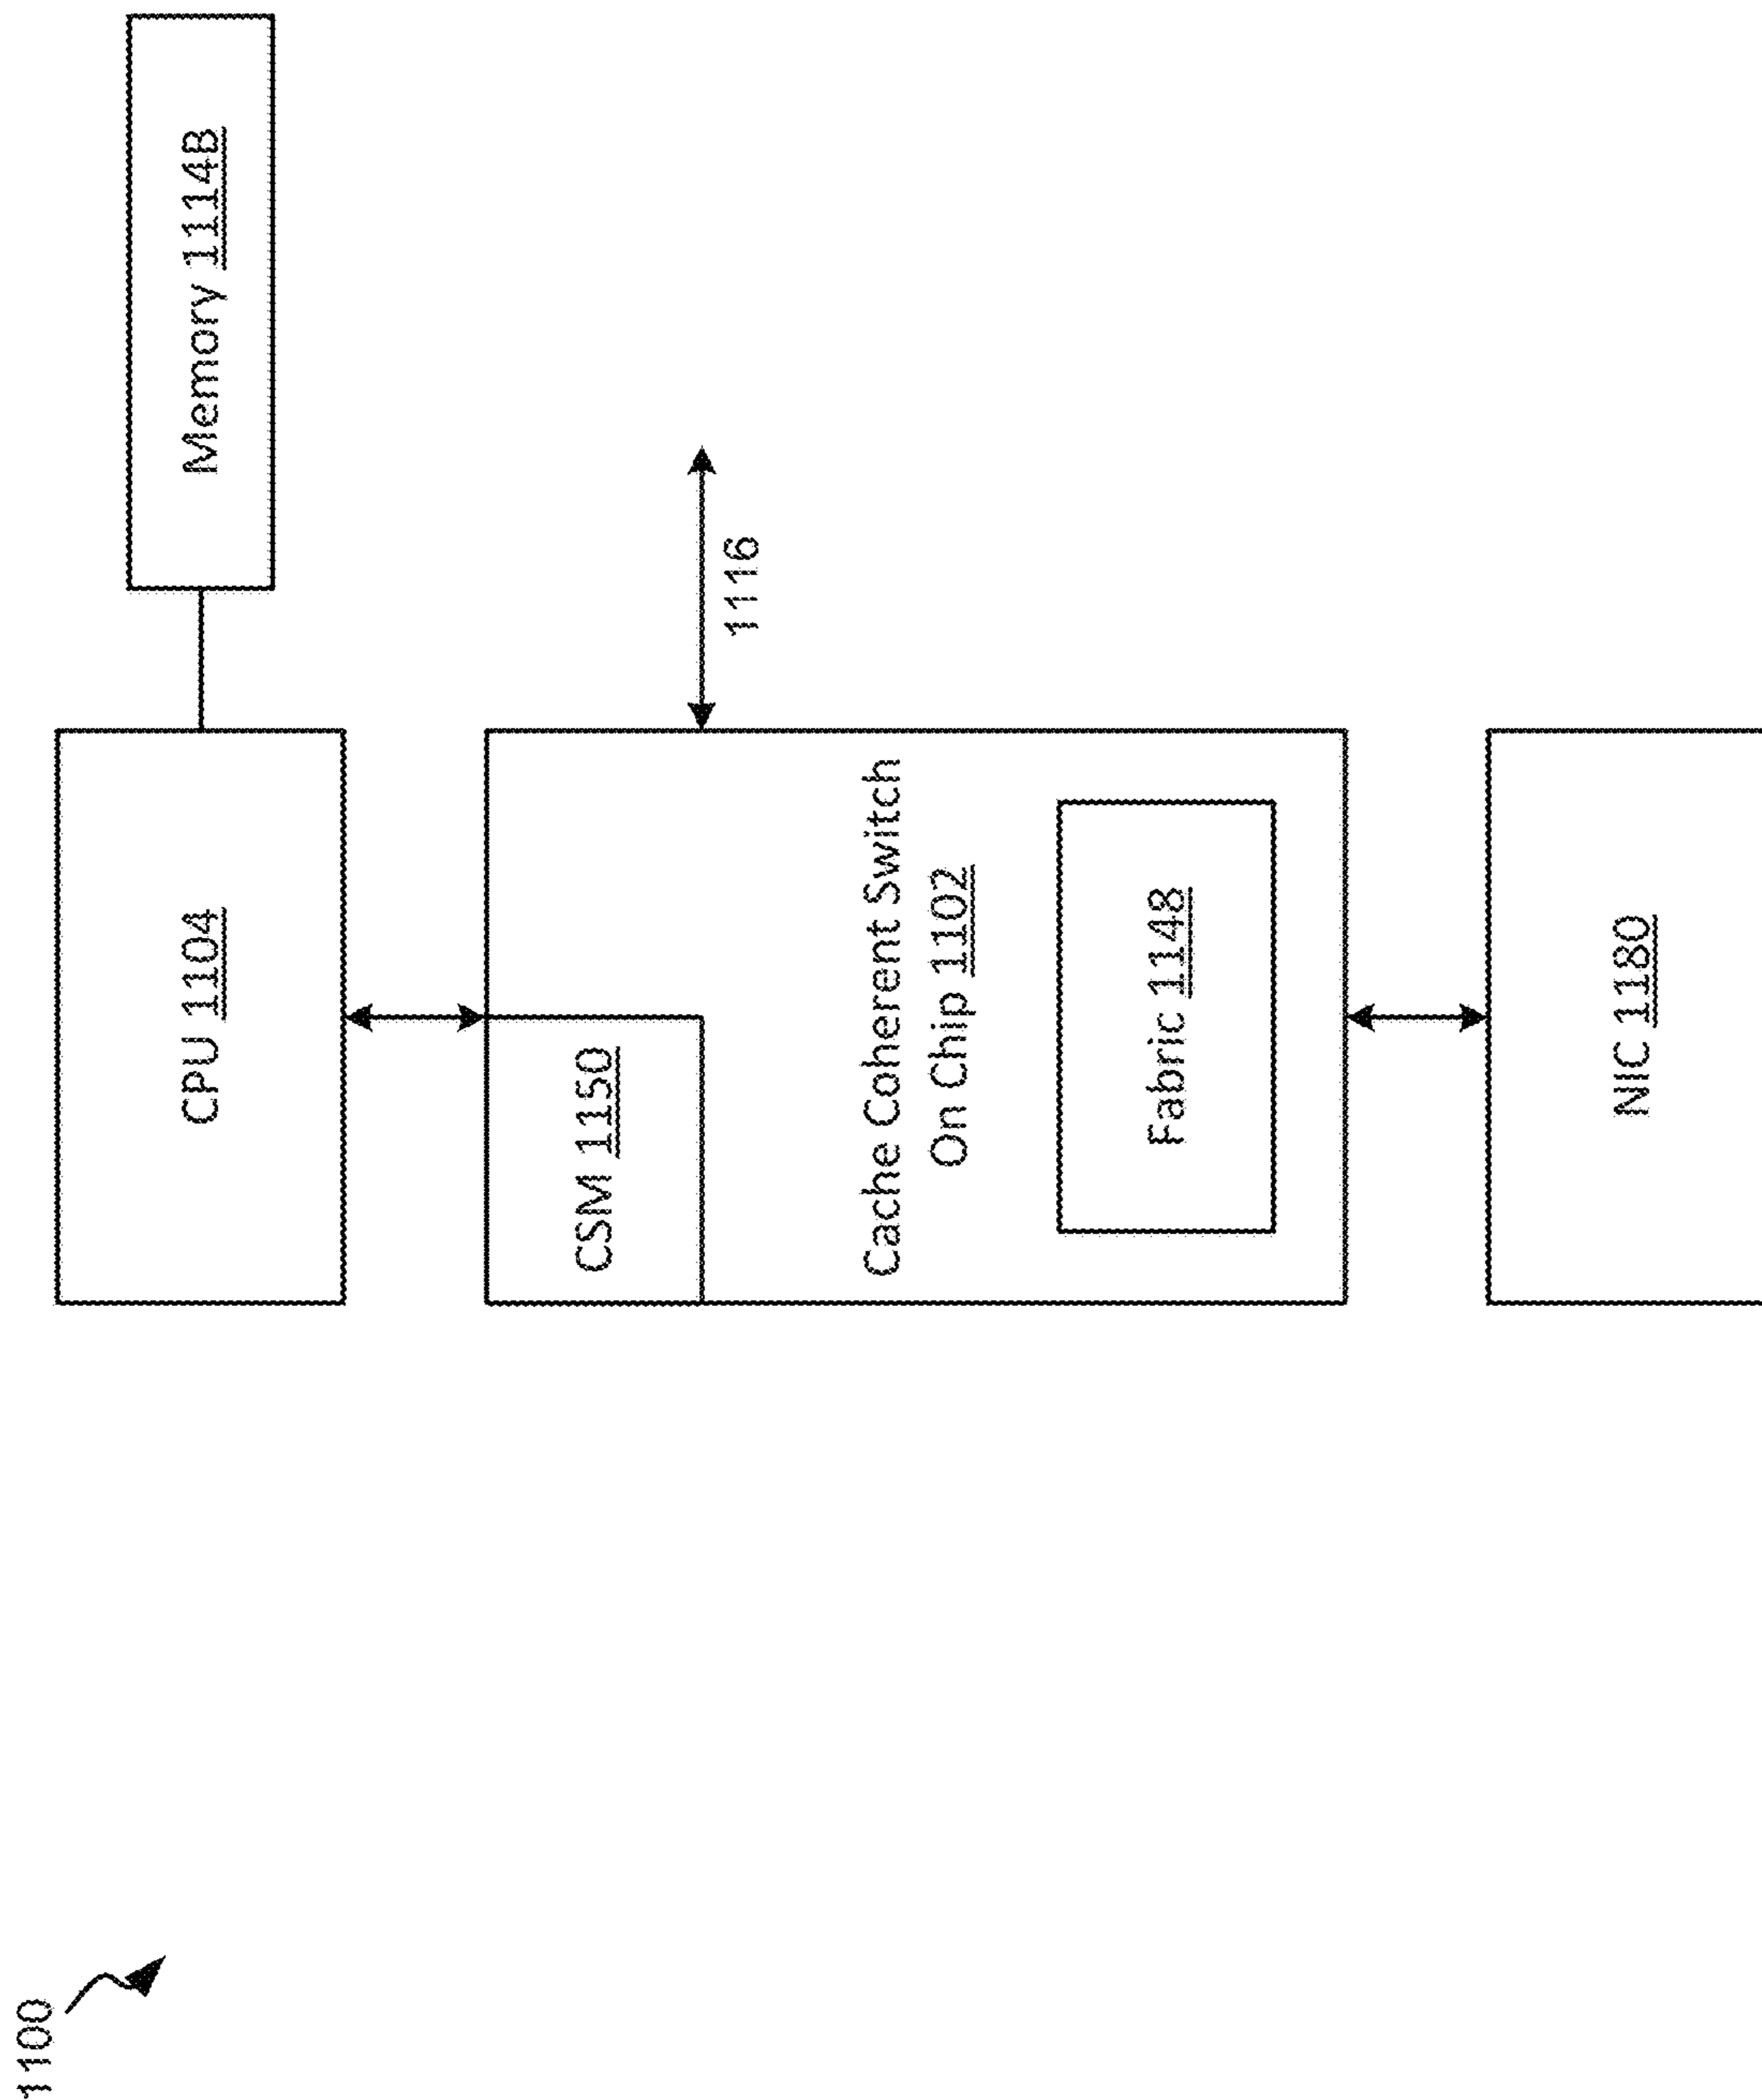 1100
CPU 1104
Memory 1114B
CSM 1150
1116
Cache Coherent Switch
On Chip 1102
Fabric 1148
NIC 1180